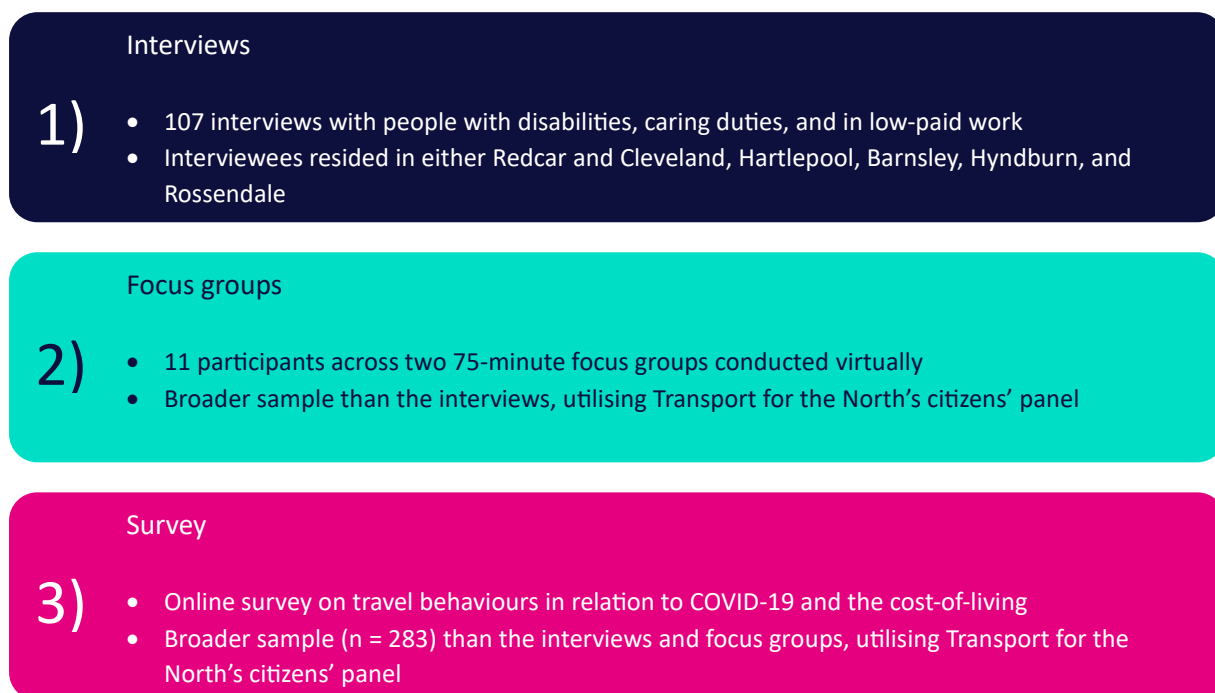 Interviews
1)
• 107 interviews with people with disabilities, caring duties, and in low-paid work
• Interviewees resided in either Redcar and Cleveland, Hartlepool, Barnsley, Hyndburn, and
Rossendale
Focus groups
2)
• 11 participants across two 75-minute focus groups conducted virtually
• Broader sample than the interviews, utilising Transport for the North’s citizens’ panel
Survey
3)
• Online survey on travel behaviours in relation to COVID-19 and the cost-of-living
• Broader sample (n = 283) than the interviews and focus groups, utilising Transport for the
North’s citizens’ panel